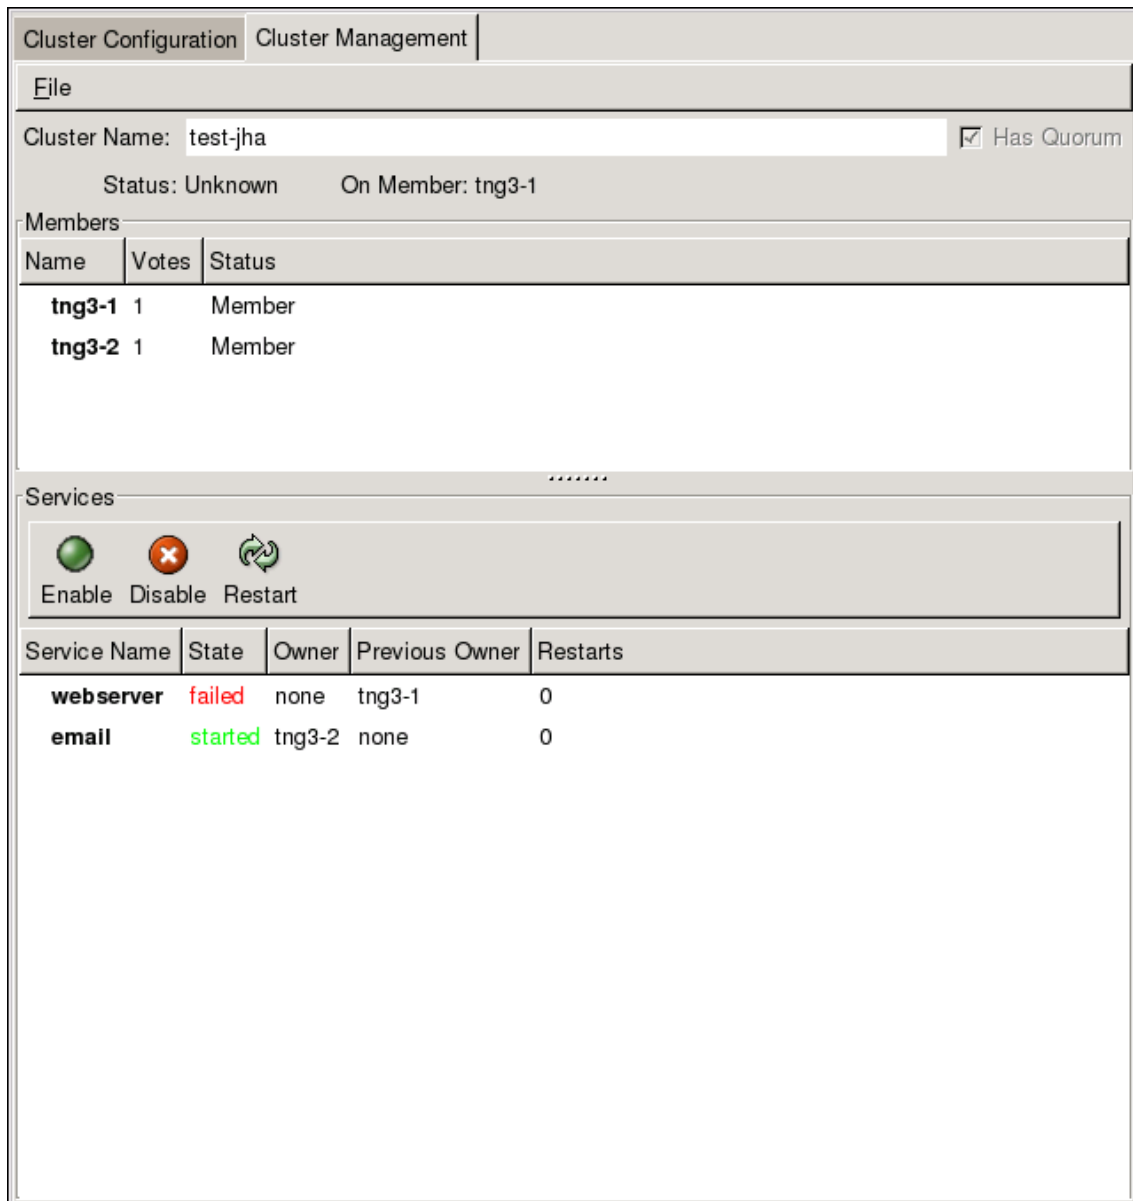 Cluster Configuration Cluster Management
File
Cluster Name: test-jha Has Quorum
Status: Unknown On Member: tng3-1
Members
Name Votes Status
tng3-1 1 Member
tng3-2 1 Member
Services
Enable Disable Restart
Service Name State Owner Previous Owner Restarts
webserver failed none tng3-1 0
email started tng3-2 none 0